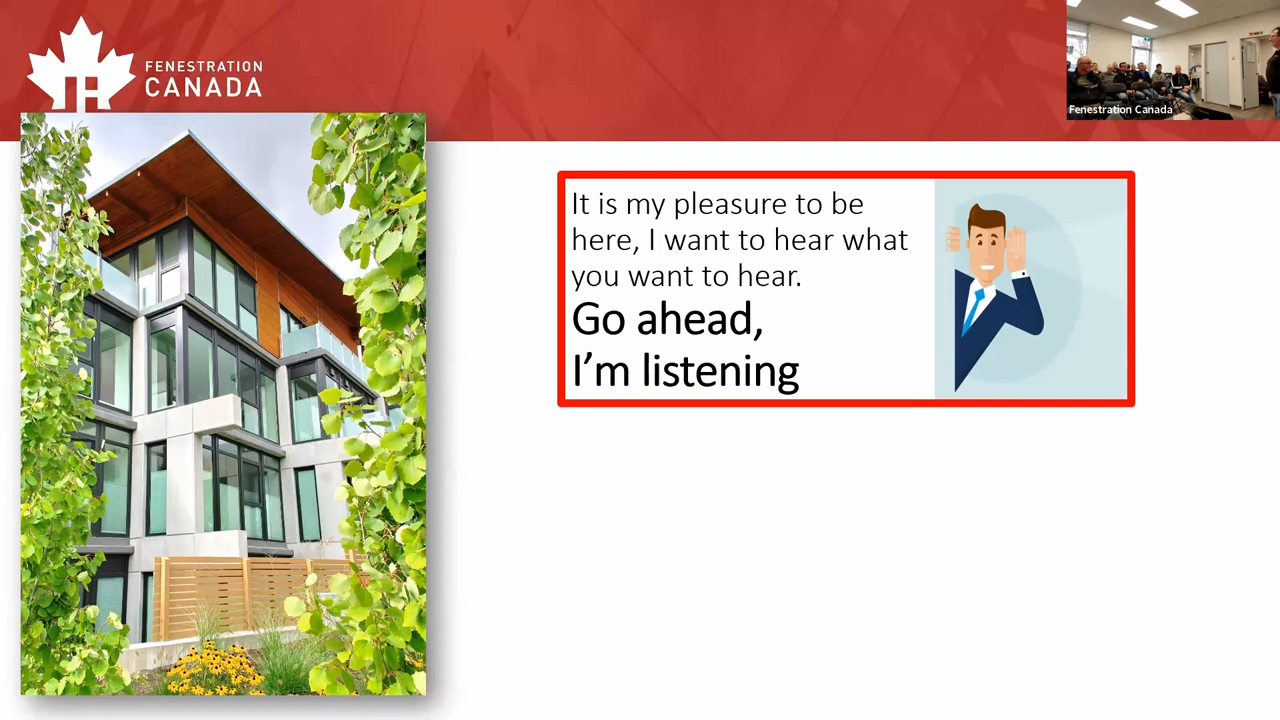 FENESTRATION
CANADA
Fenestration Canada
It is my pleasure to be
here, I want to hear what
you want to hear.
Go ahead,
I’m listening